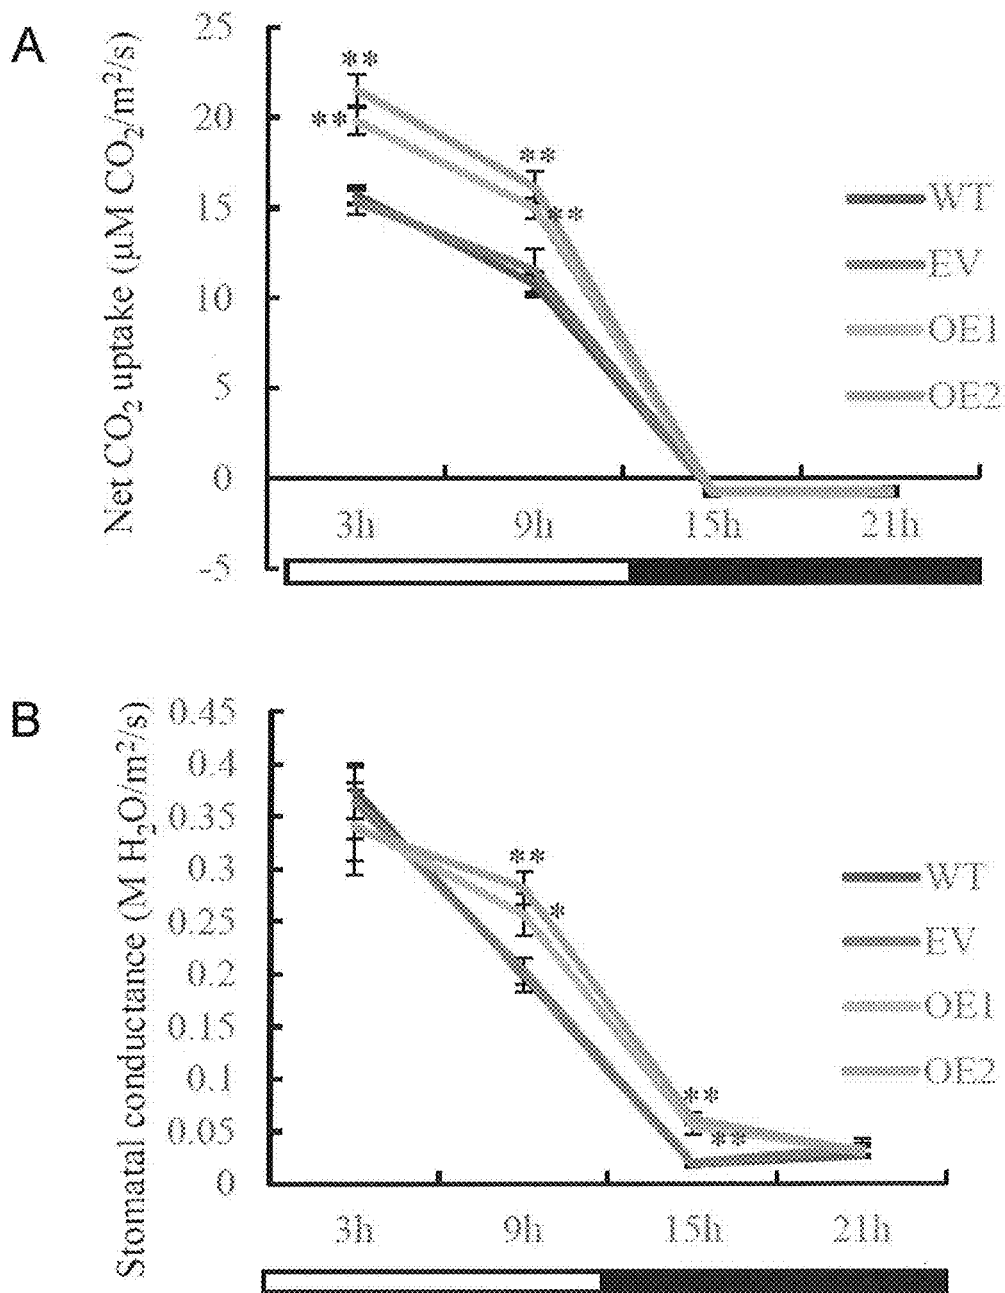 A
Net CO2 uptake (µM CO2/m²/s)
25
20
15
10
5
0
-5
**
**
**
**
3h 9h 15h 21h
WT
EV
OE1
OE2
B
Stomatal conductance (M H2O/m²/s)
0.45
0.4
0.35
0.3
0.25
0.2
0.15
0.1
0.05
0
**
*
**
**
3h 9h 15h 21h
WT
EV
OE1
OE2